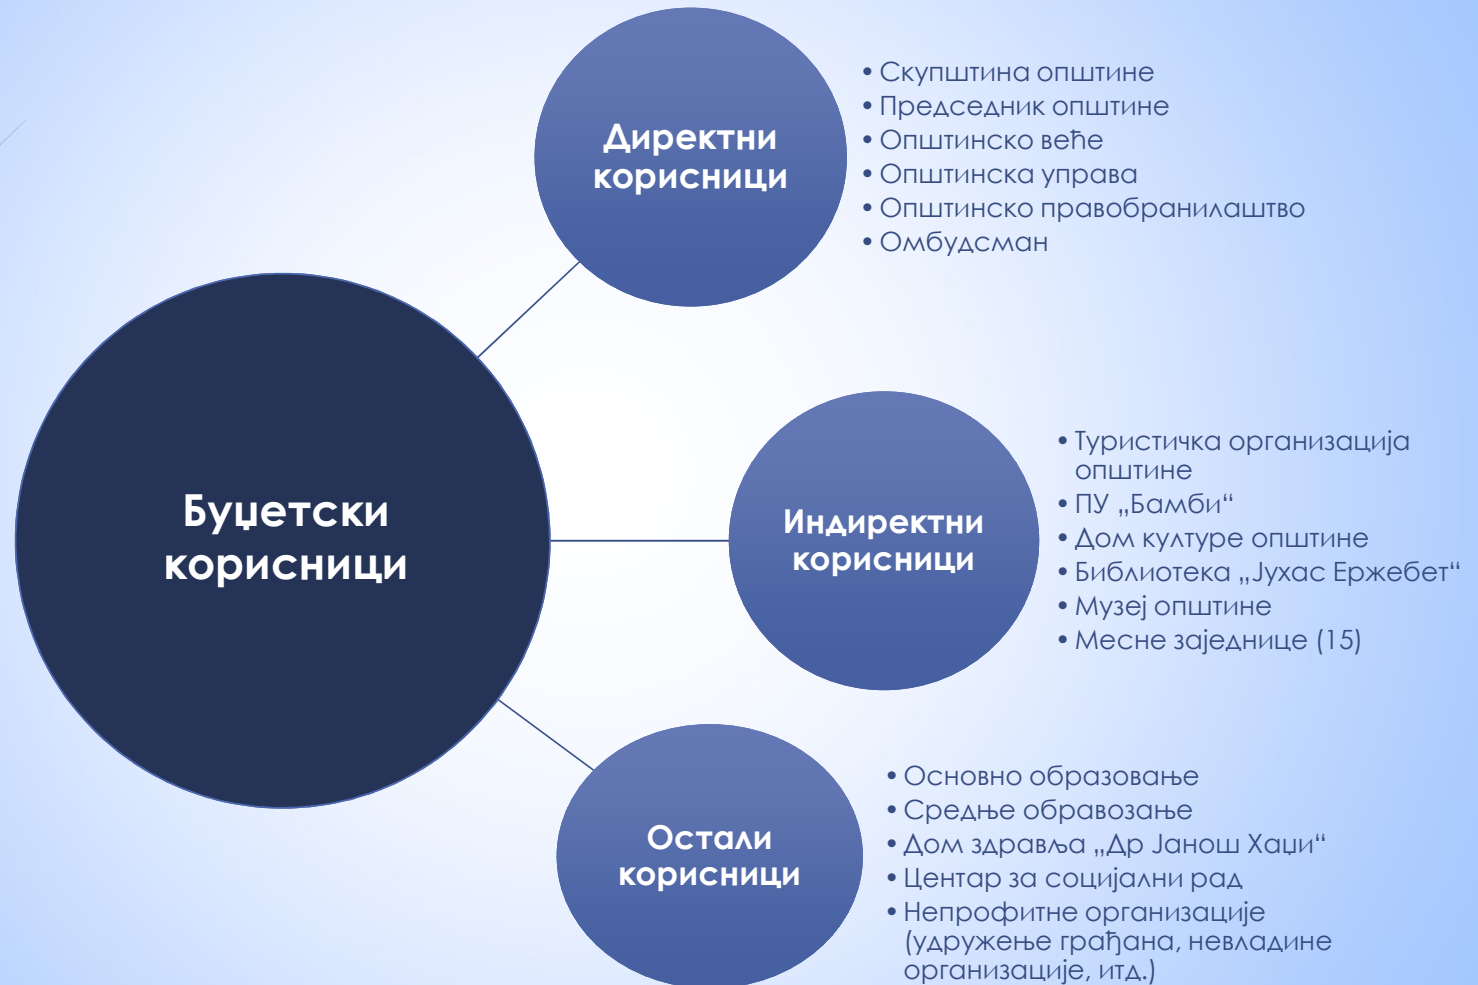 Директни
корисници
• Скупштина општине
• Председник општине
• Општинско веће
• Општинска управа
• Општинско правобранилаштво
• Омбудсман
Буџетски
корисници
Индиректни
корисници
• Туристичка организација
општине
• ПУ „Бамби“
• Дом културе општине
• Библиотека „Јухас Ержебет“
• Музеј општине
• Месне заједнице (15)
Остали
корисници
• Основно образовање
• Средње обравозање
• Дом здравља „Др Јанош Хаџи“
• Центар за социјални рад
• Непрофитне организације
(удружење грађана, невладине
организације, итд.)